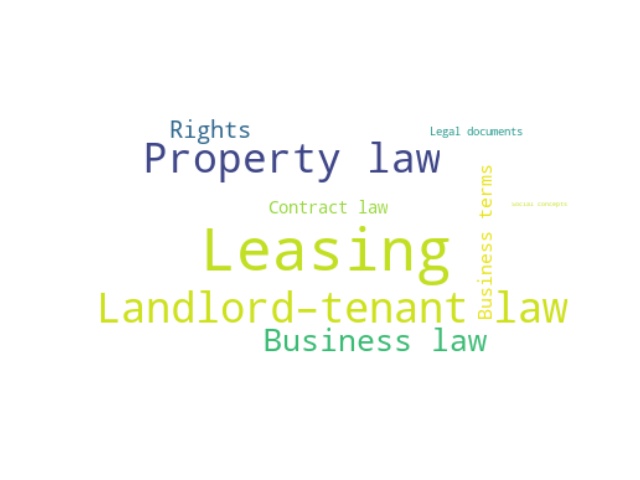 Rights
Legal documents
Property law
Business terms
Contract law
social concepts
Leasing
Landlord-tenant law
Business law